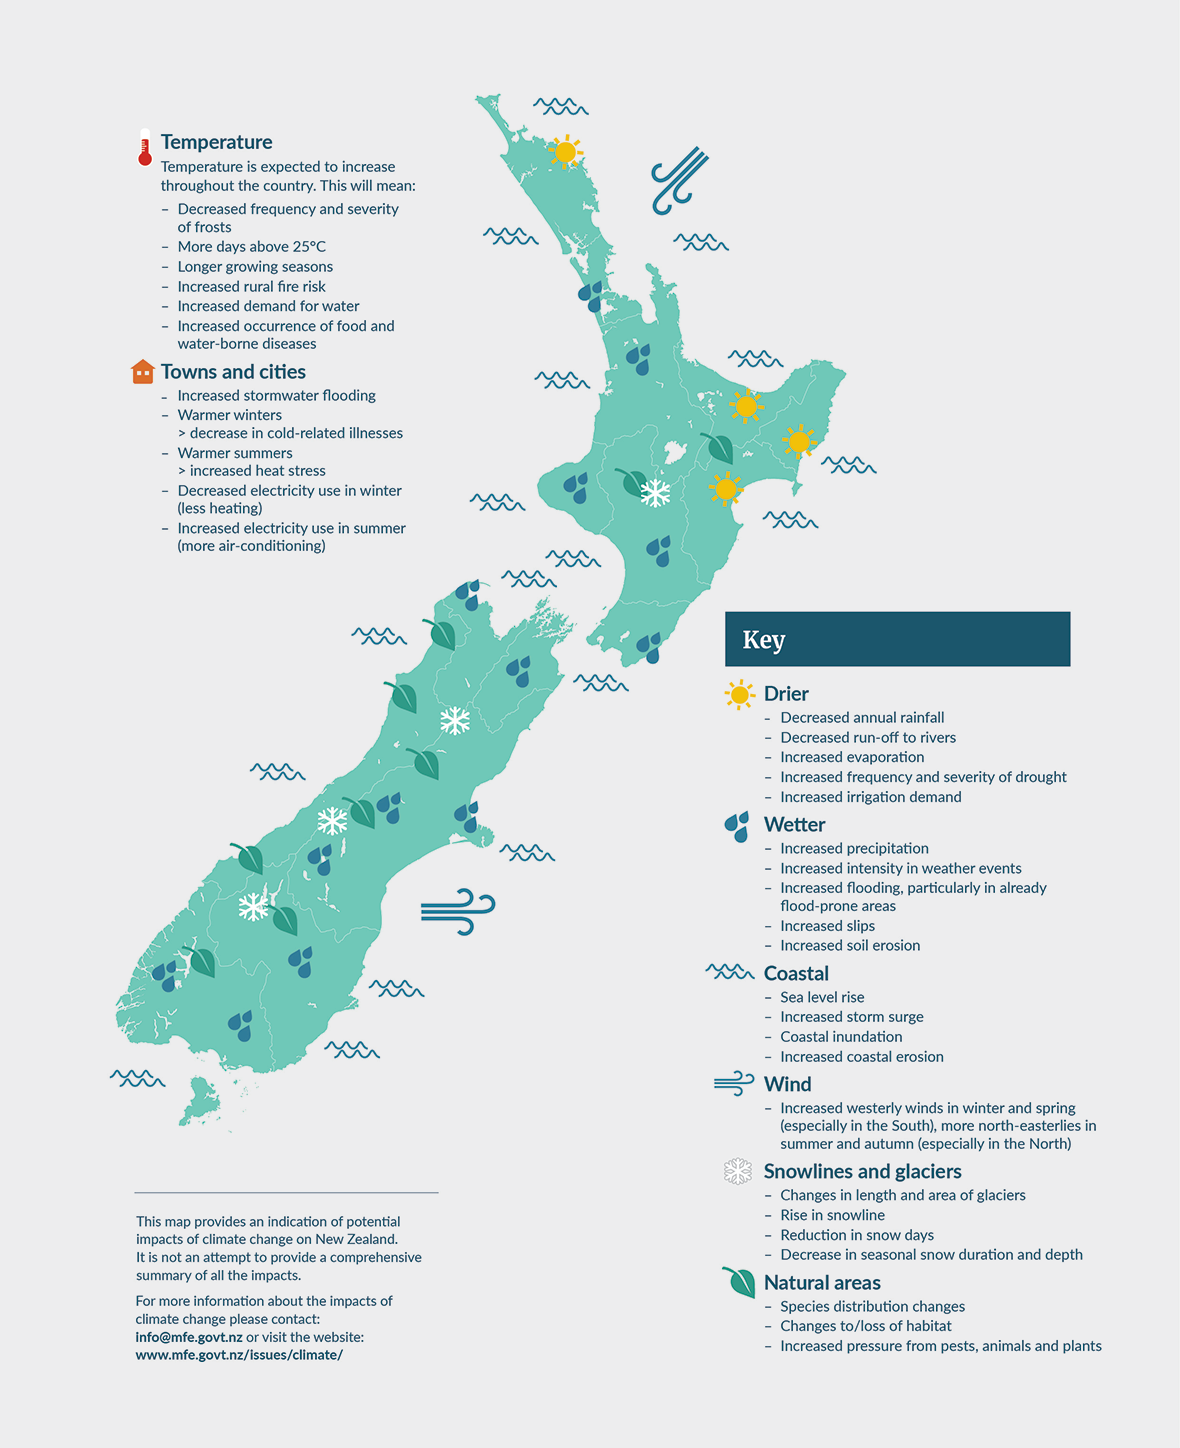 Temperature
Temperature is expected to increase
throughout the country. This will mean:
– Decreased frequency and severity
of frosts
– More days above 25°C
– Longer growing seasons
– Increased rural fire risk
– Increased demand for water
– Increased occurrence of food and
water-borne diseases
Towns and cities
– Increased stormwater flooding
– Warmer winters
> decrease in cold-related illnesses
– Warmer summers
> increased heat stress
– Decreased electricity use in winter
(less heating)
– Increased electricity use in summer
(more air-conditioning)
Key
Drier
– Decreased annual rainfall
– Decreased run-off to rivers
– Increased evaporation
– Increased frequency and severity of drought
– Increased irrigation demand
Wetter
– Increased precipitation
– Increased intensity in weather events
– Increased flooding, particularly in already
flood-prone areas
– Increased slips
– Increased soil erosion
Coastal
– Sea level rise
– Increased storm surge
– Coastal inundation
– Increased coastal erosion
Wind
– Increased westerly winds in winter and spring
(especially in the South), more north-easterlies in
summer and autumn (especially in the North)
Snowlines and glaciers
– Changes in length and area of glaciers
– Rise in snowline
– Reduction in snow days
– Decrease in seasonal snow duration and depth
Natural areas
– Species distribution changes
– Changes to/loss of habitat
– Increased pressure from pests, animals and plants
This map provides an indication of potential
impacts of climate change on New Zealand.
It is not an attempt to provide a comprehensive
summary of all the impacts.
For more information about the impacts of
climate change please contact:
info@mfe.govt.nz or visit the website:
www.mfe.govt.nz/issues/climate/